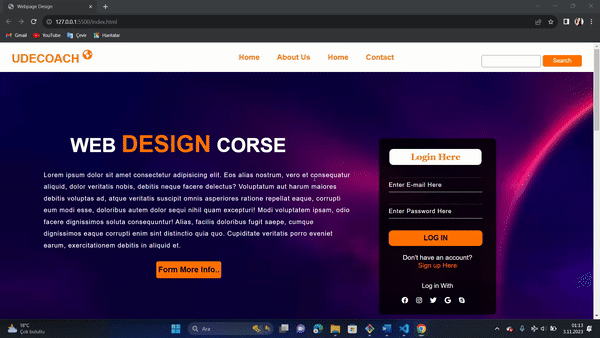 Webpage Design
127.0.0.1:5500/index.html
Gmail YouTube Çevir Haritalar
UDECOACH
Home About Us Home Contact
Search
WEB DESIGN CORSE
Lorem ipsum dolor sit amet consectetur adipisicing elit. Eos alias nostrum, vero et consequatur
aliquid, dolor veritatis nobis, debitis neque facere delectus? Voluptatum aut harum maiores
debitis voluptas ad, atque veritatis suscipit omnis asperiores ratione repellat eaque, corrupti
eum modi esse, doloribus autem dolor sequi nihil quam excepturi! Modi voluptatem ipsam, odio
facere dignissimos soluta consequuntur! Alias, facilis doloribus fugit saepe, cumque
dignissimos eaque corrupti enim sint distinctio quia quo. Cupiditate veritatis porro eveniet
earum, exercitationem debitis in aliquid et.
Form More Info..
Login Here
Enter E-mail Here
Enter Password Here
LOG IN
Don't have an account?
Sign up Here
Log in With
18°C
Çok bulutlu
Ara
01:13
3.11.2023